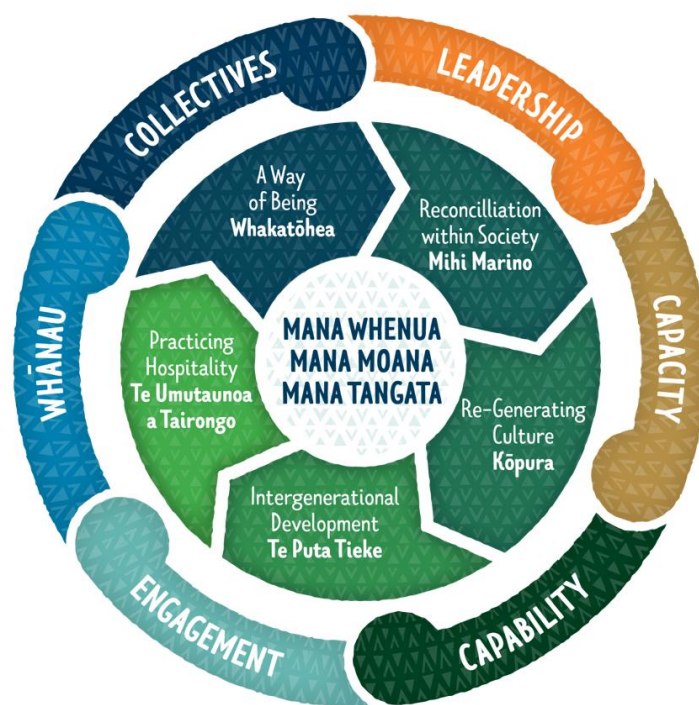 COLLECTIVES
LEADERSHIP
CAPACITY
CAPABILITY
ENGAGEMENT
WHĀNAU
A Way
of Being
Whakatōhea
Reconcilliation
within Society
Mihi Marino
Re-Generating
Culture
Kōpura
Intergenerational
Development
Te Puta Tieke
Practicing
Hospitality
Te Umutaunoa
a Tairongo
MANA WHENUA
MANA MOANA
MANA TANGATA